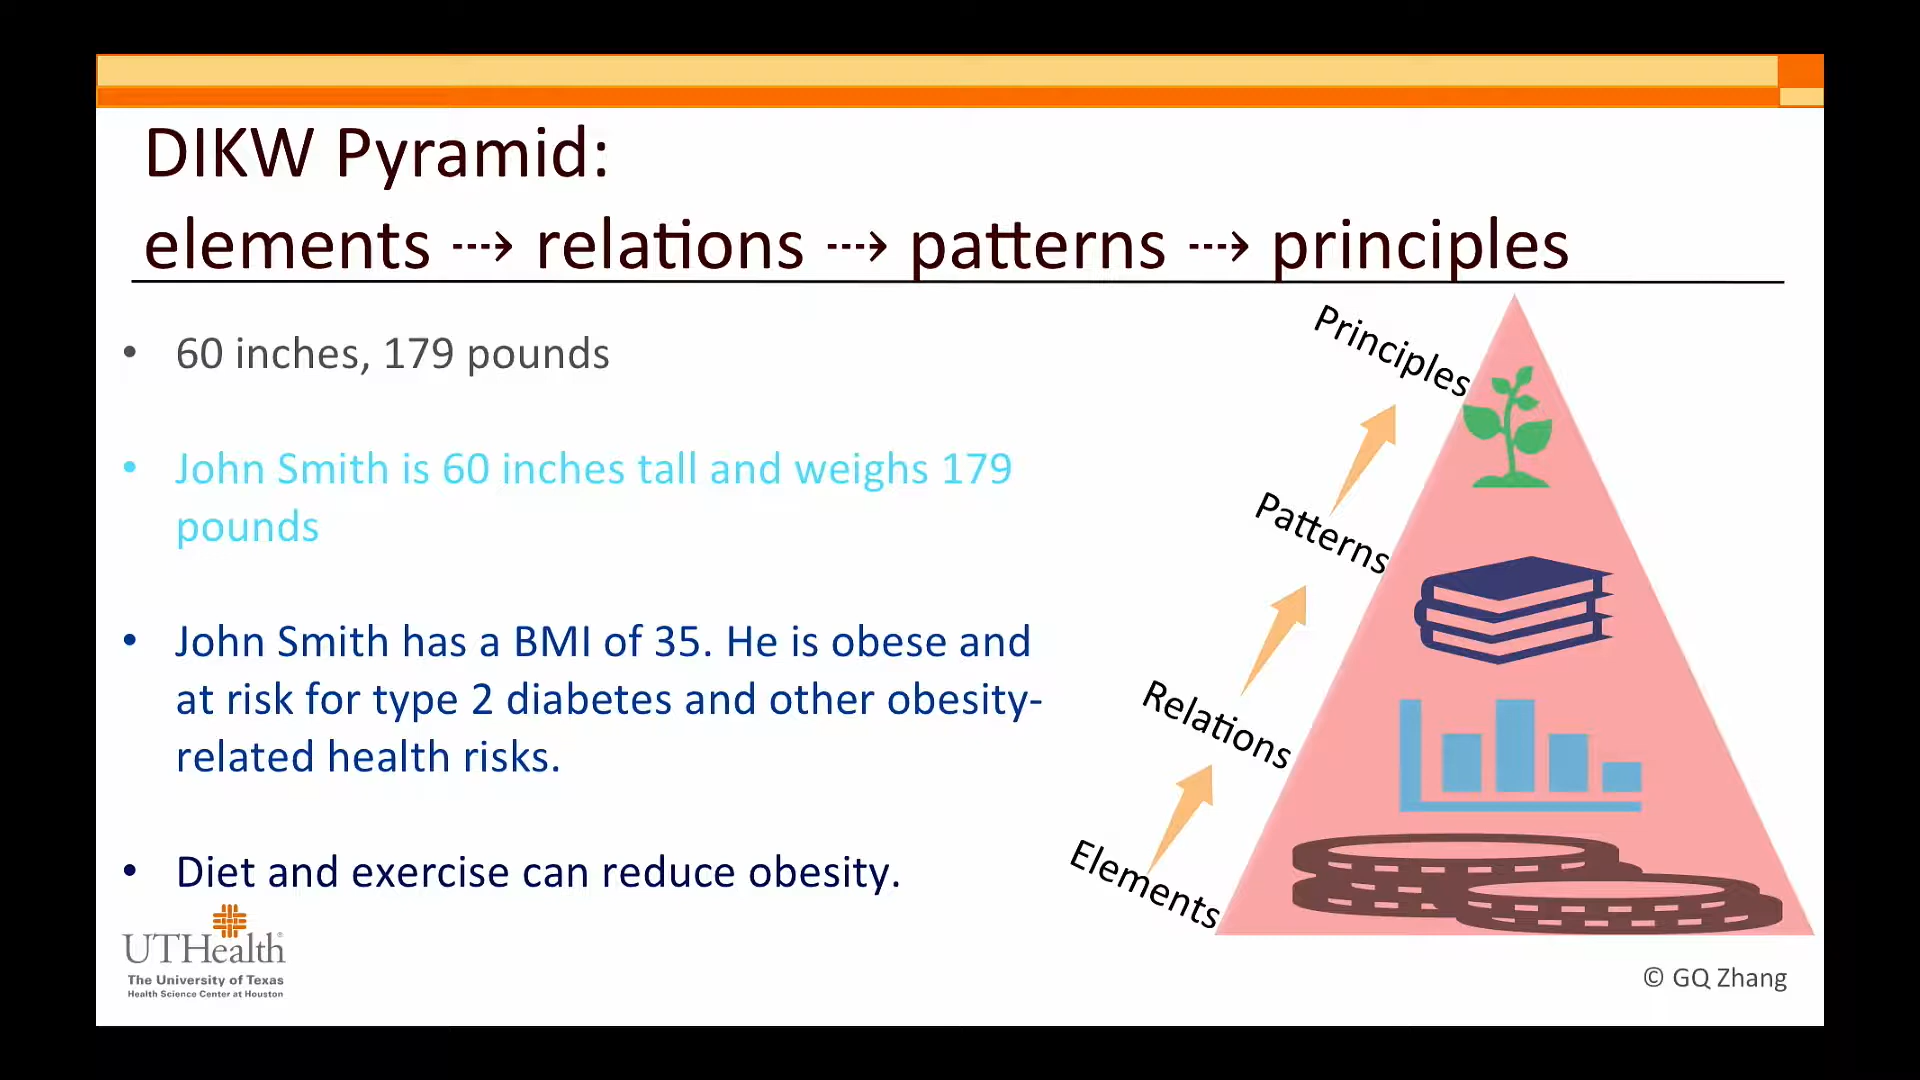 DIKW Pyramid:
elements ⇢ relations ⇢ patterns ⇢ principles
• 60 inches, 179 pounds
• John Smith is 60 inches tall and weighs 179
pounds
• John Smith has a BMI of 35. He is obese and
at risk for type 2 diabetes and other obesity-
related health risks.
• Diet and exercise can reduce obesity.
Principles
Patterns
Relations
Elements
UTHealth®
The University of Texas
Health Science Center at Houston
© GQ Zhang